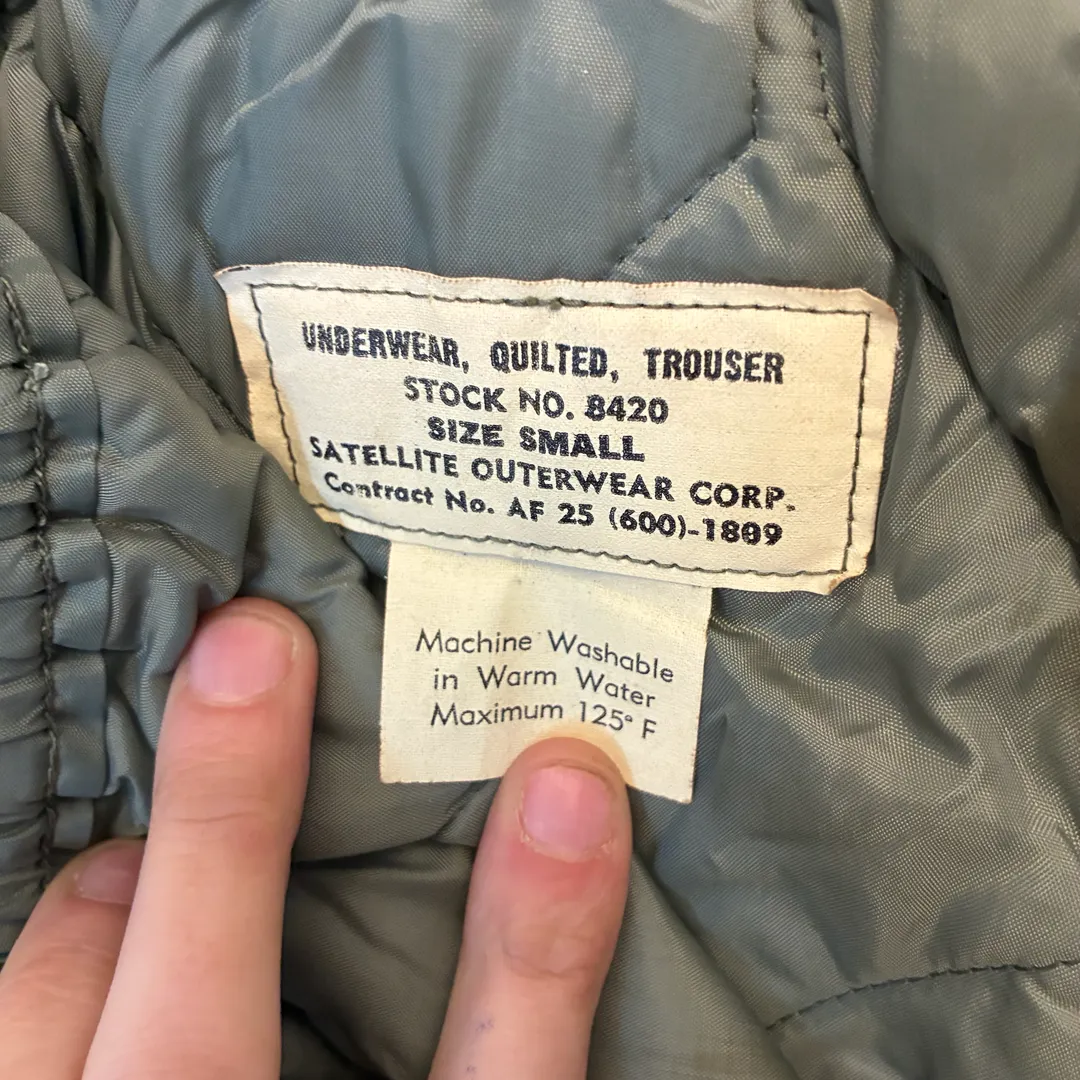 UNDERWEAR, QUILTED, TROUSER
STOCK NO. 8420
SIZE SMALL
SATELLITE OUTERWEAR CORP.
Contract No. AF 25 (600)-1809
Machine Washable
in Warm Water
Maximum 125° F